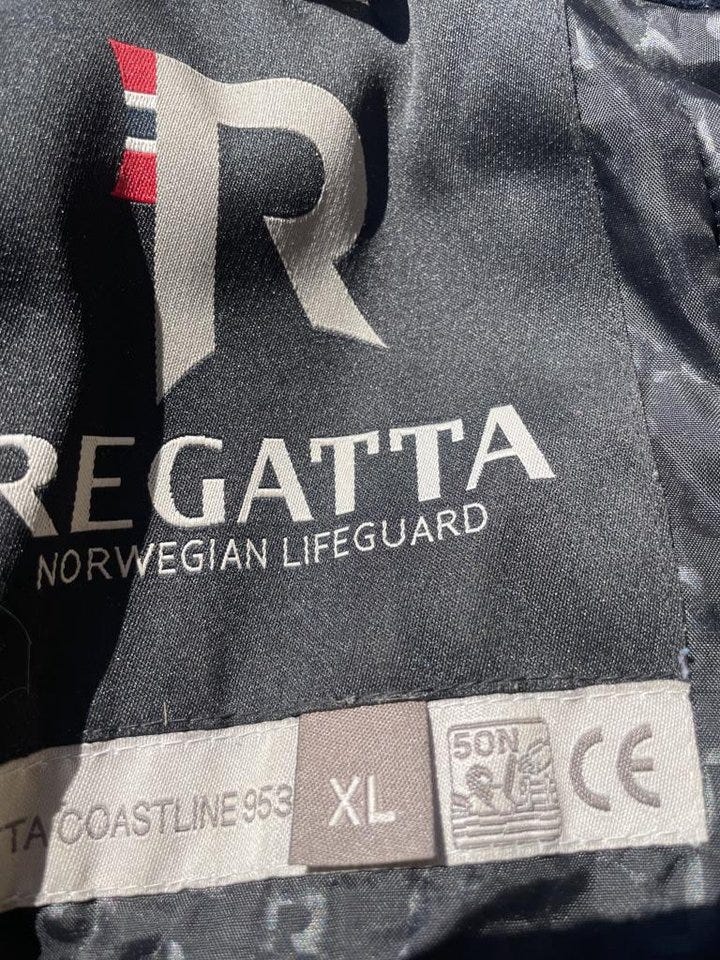 REGATTA
NORWEGIAN LIFEGUARD
TA COASTLINE 953 XL 50N CE